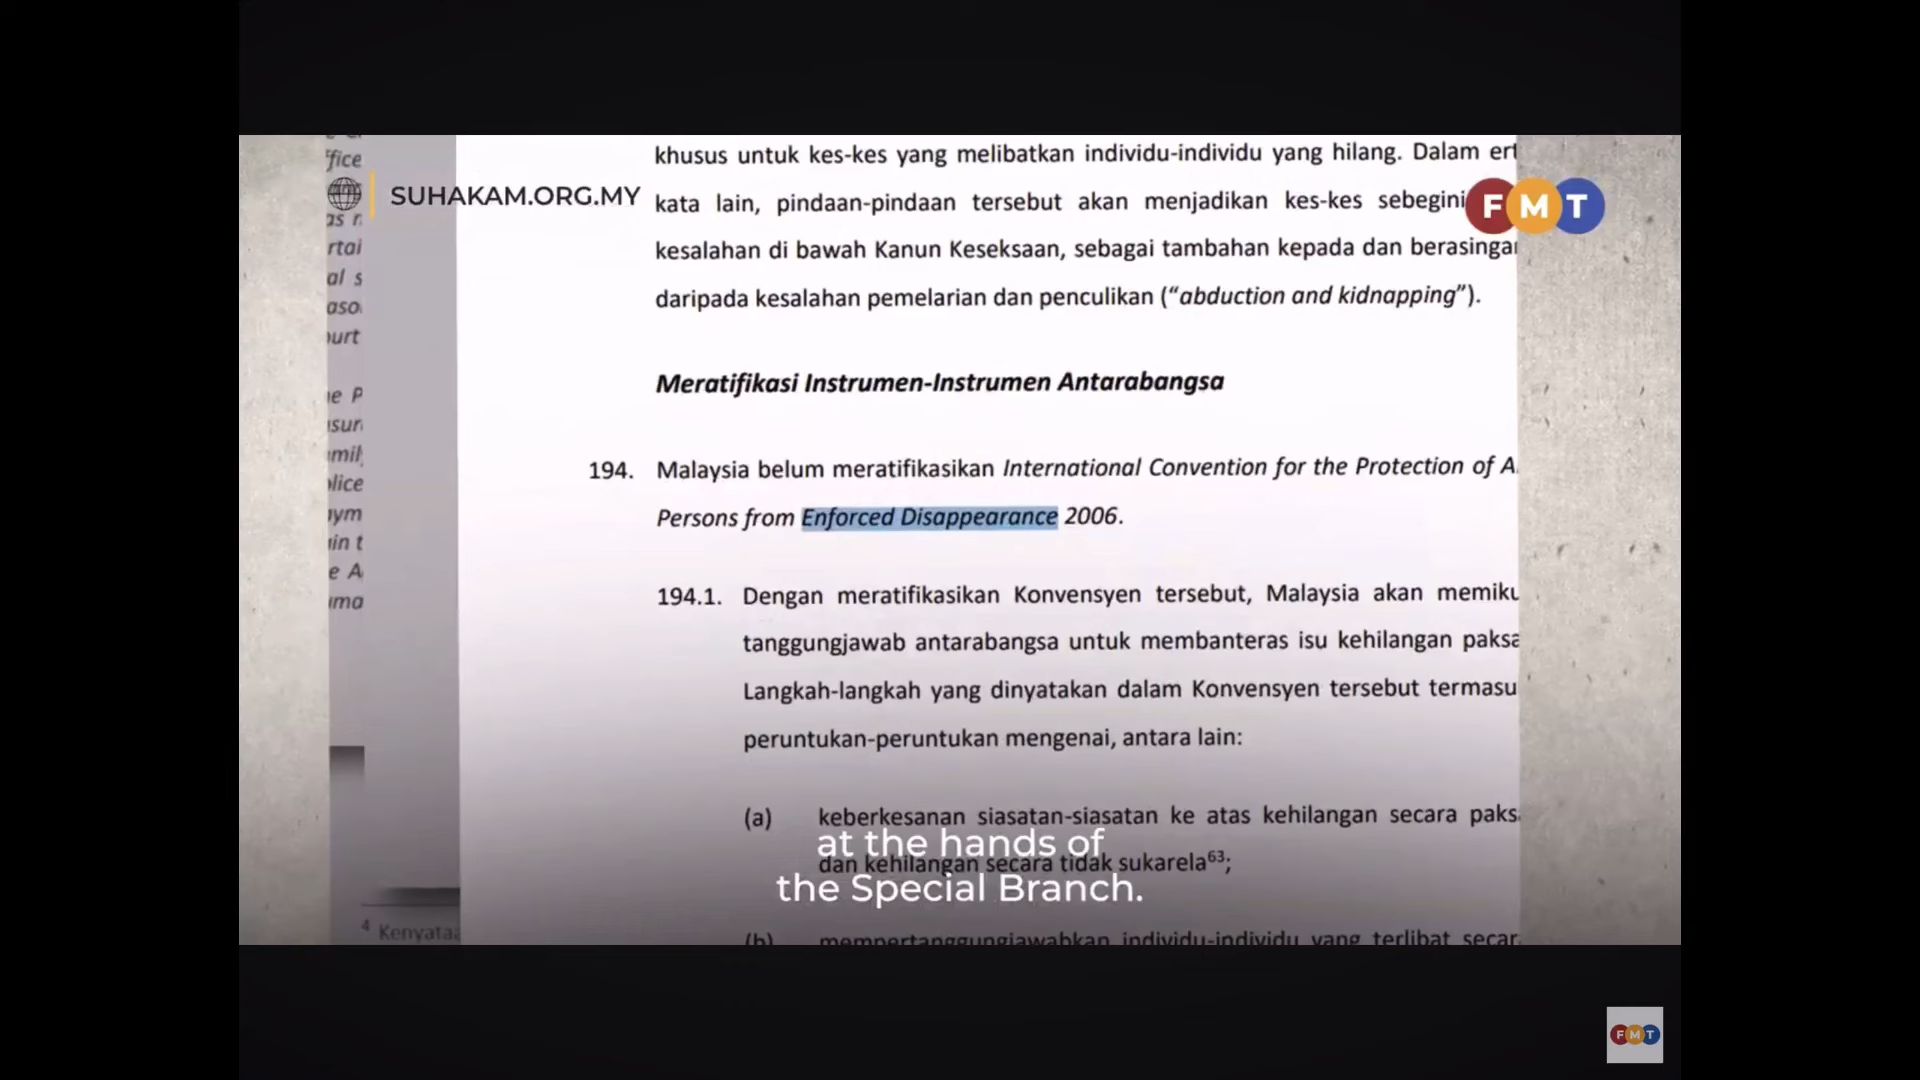 khusus untuk kes-kes yang melibatkan individu-individu yang hilang. Dalam
SUHAKAM.ORG.MY
kata lain, pindaan-pindaan tersebut akan menjadikan kes-kes sebegini
FMT
kesalahan di bawah Kanun Keseksaan, sebagai tambahan kepada dan
daripada kesalahan pemelarian dan penculikan (“abduction and kidnapping”).
Meratifikasi Instrumen-Instrumen Antarabangsa
194. Malaysia belum meratifikasikan International Convention for the Protection of
Persons from Enforced Disappearance 2006.
194.1. Dengan meratifikasikan Konvensyen tersebut, Malaysia akan
tanggungjawab antarabangsa untuk membanteras isu kehilangan
Langkah-langkah yang dinyatakan dalam Konvensyen tersebut
peruntukan-peruntukan mengenai, antara lain:
(a) keberkesanan siasatan-siasatan ke atas kehilangan secara
dan kehilangan secara tidak sukarela⁶³;
at the hands of
the Special Branch.
(b) mempertanggungjawabkan individu-individu yang terlibat
FMT